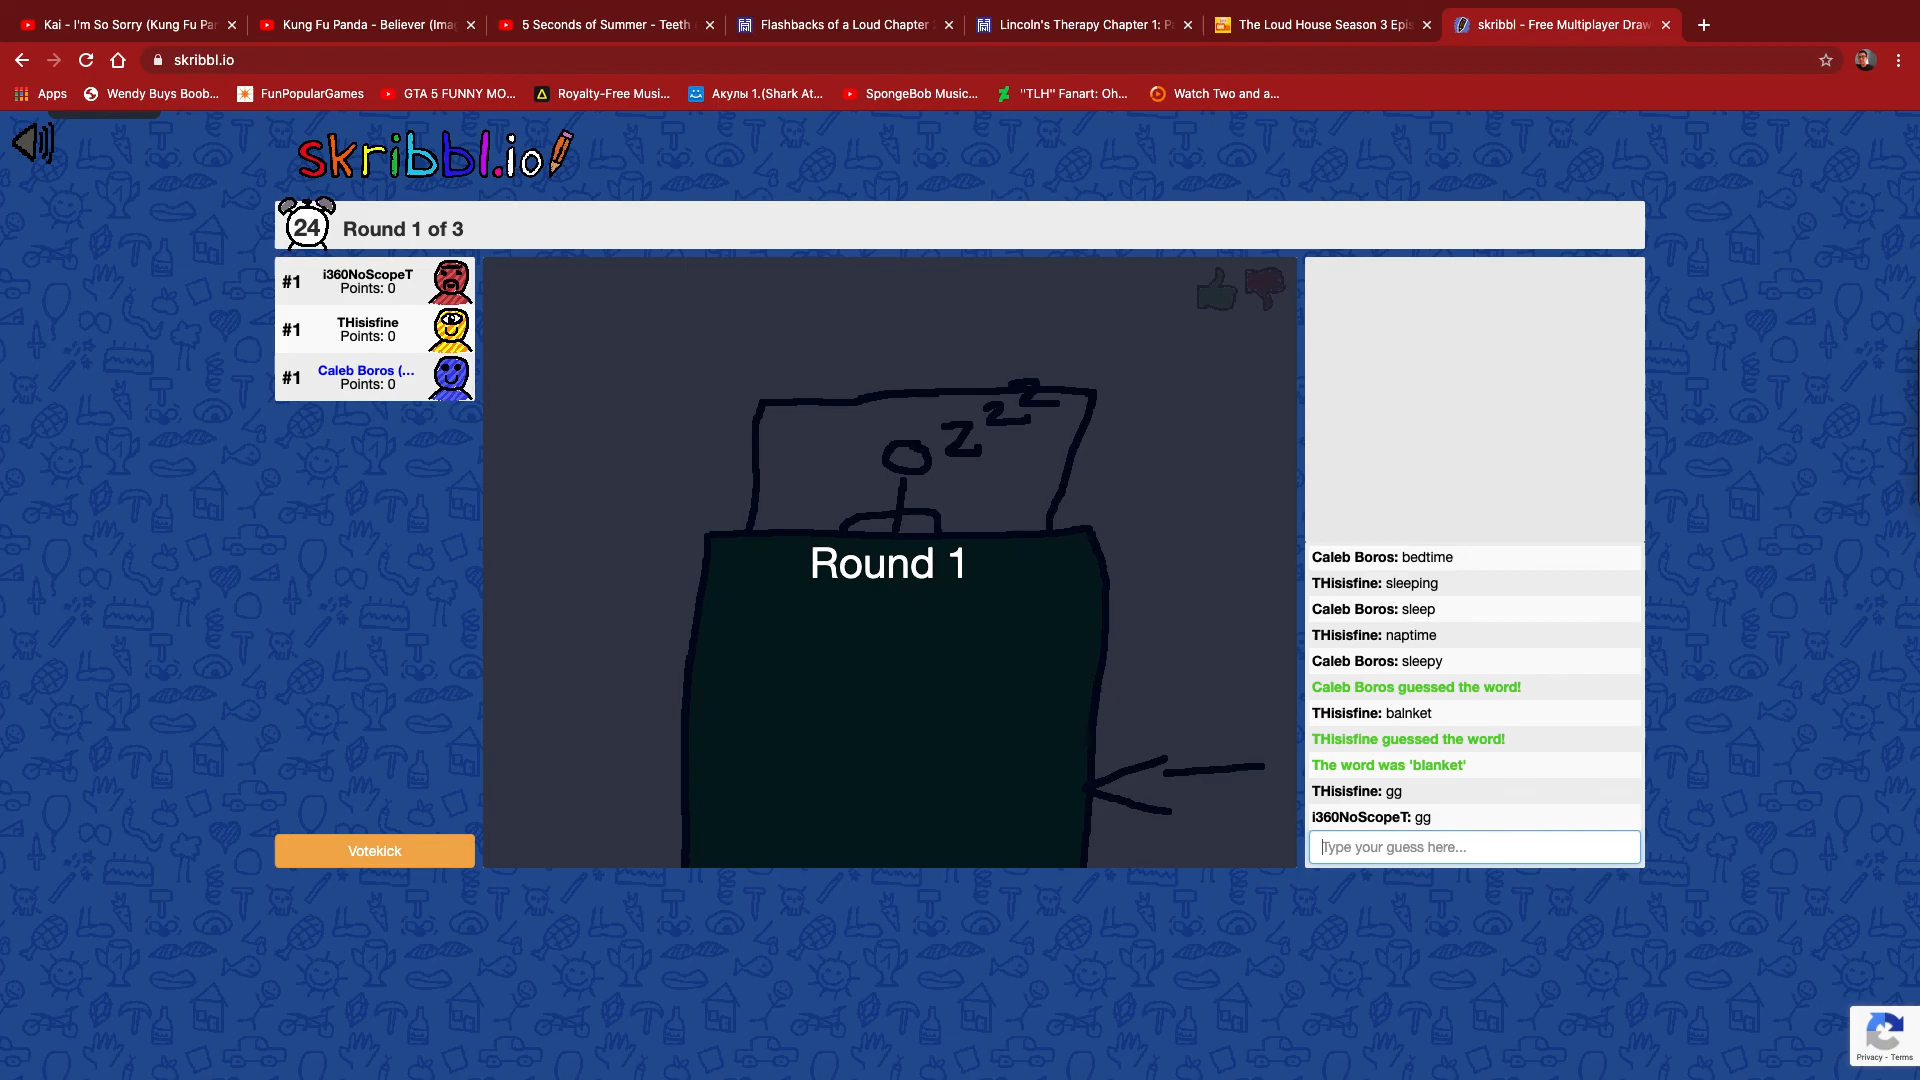 Kai - I'm So Sorry (Kung Fu Pan
Kung Fu Panda - Believer (Imag
5 Seconds of Summer - Teeth
Flashbacks of a Loud Chapter
Lincoln's Therapy Chapter 1: P
The Loud House Season 3 Epis
skribbl - Free Multiplayer Draw
skribbl.io
Apps
Wendy Buys Boob...
FunPopularGames
GTA 5 FUNNY MO...
Royalty-Free Musi...
Акулы 1.(Shark At...
SpongeBob Music...
"TLH" Fanart: Oh...
Watch Two and a...
skribbl.io
24
Round 1 of 3
#1
i360NoScopeT
Points: 0
#1
THisisfine
Points: 0
#1
Caleb Boros (...
Points: 0
Votekick
z z z
Round 1
Caleb Boros: bedtime
THisisfine: sleeping
Caleb Boros: sleep
THisisfine: naptime
Caleb Boros: sleepy
Caleb Boros guessed the word!
THisisfine: balnket
THisisfine guessed the word!
The word was 'blanket'
THisisfine: gg
i360NoScopeT: gg
Type your guess here...
Privacy - Terms